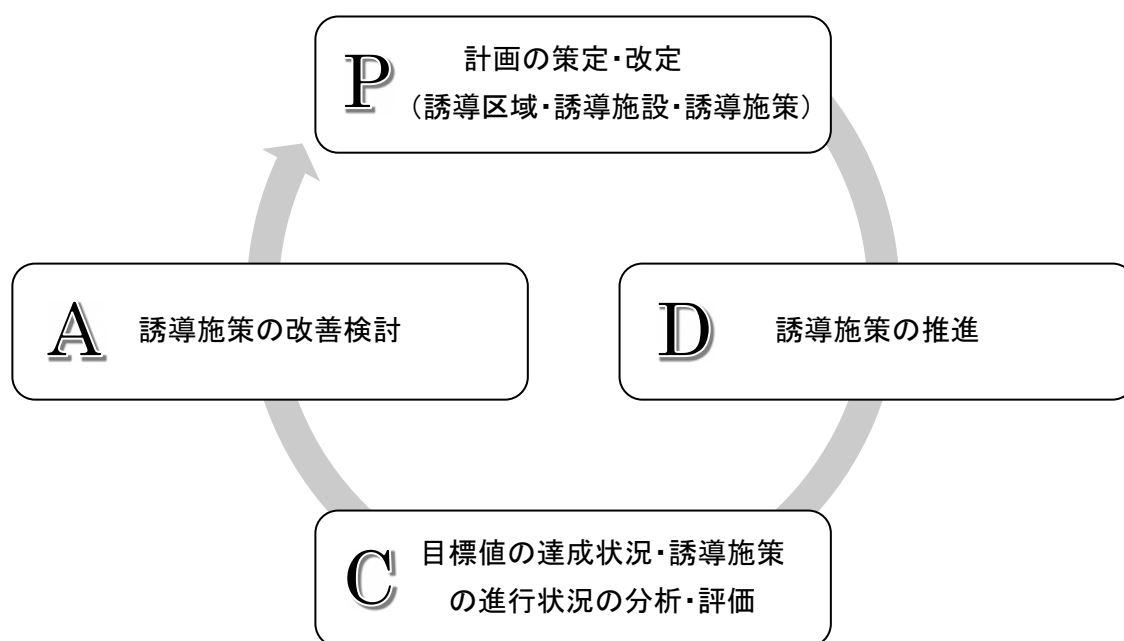 P
計画の策定・改定
（誘導区域・誘導施設・誘導施策）
A
誘導施策の改善検討
D
誘導施策の推進
C
目標値の達成状況・誘導施策
の進行状況の分析・評価